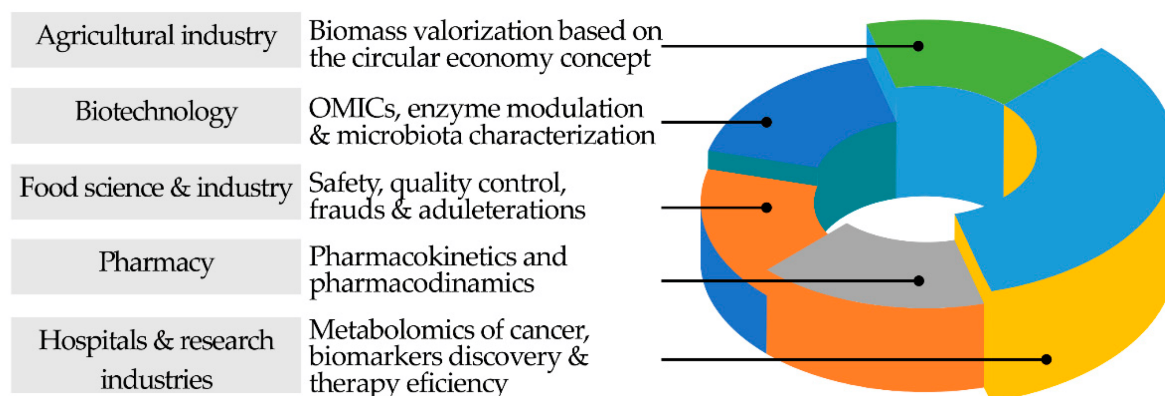 Agricultural industry
Biomass valorization based on
the circular economy concept
Biotechnology
OMICs, enzyme modulation
& microbiota characterization
Food science & industry
Safety, quality control,
frauds & aduleterations
Pharmacy
Pharmacokinetics and
pharmacodinamics
Hospitals & research
industries
Metabolomics of cancer,
biomarkers discovery &
therapy eficiency